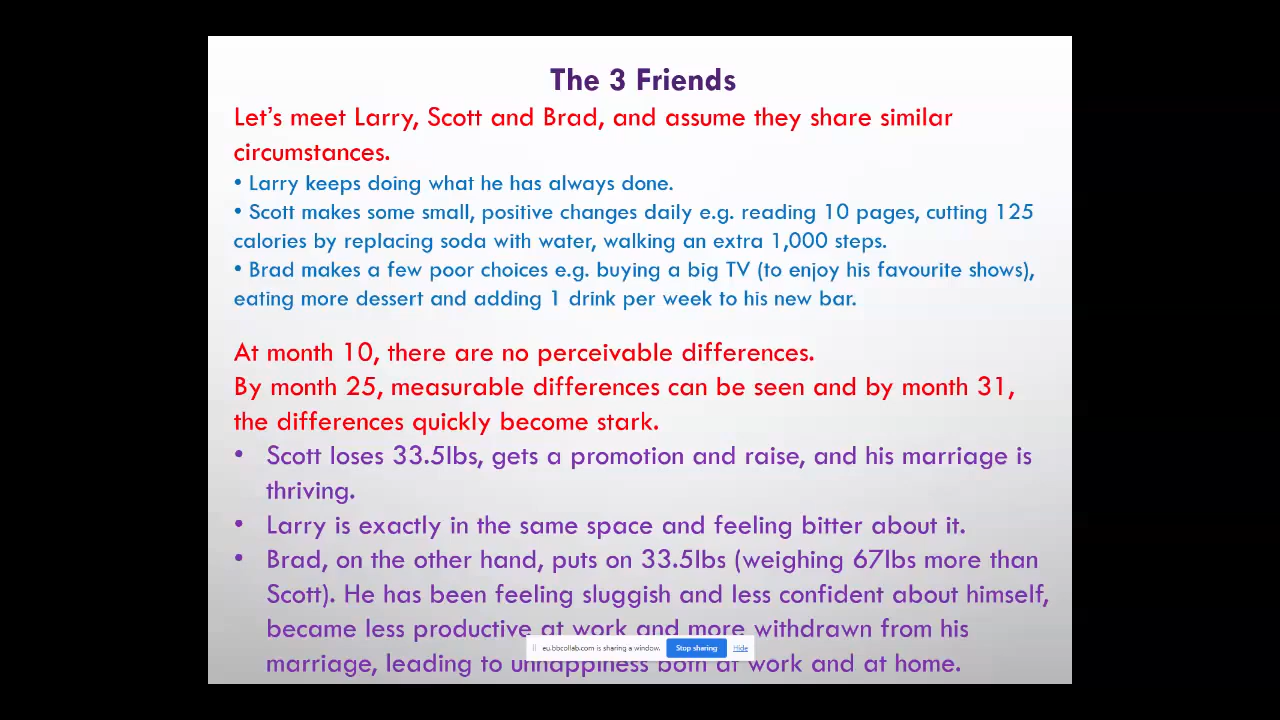 The 3 Friends
Let's meet Larry, Scott and Brad, and assume they share similar
circumstances.
• Larry keeps doing what he has always done.
• Scott makes some small, positive changes daily e.g. reading 10 pages, cutting 125
calories by replacing soda with water, walking an extra 1,000 steps.
• Brad makes a few poor choices e.g. buying a big TV (to enjoy his favourite shows),
eating more dessert and adding 1 drink per week to his new bar.
At month 10, there are no perceivable differences.
By month 25, measurable differences can be seen and by month 31,
the differences quickly become stark.
• Scott loses 33.5lbs, gets a promotion and raise, and his marriage is
thriving.
• Larry is exactly in the same space and feeling bitter about it.
• Brad, on the other hand, puts on 33.5lbs (weighing 67lbs more than
Scott). He has been feeling sluggish and less confident about himself,
became less productive at work and more withdrawn from his
eu.bbcollab.com is sharing a window. Stop sharing Hide
marriage, leading to unhappiness both at work and at home.